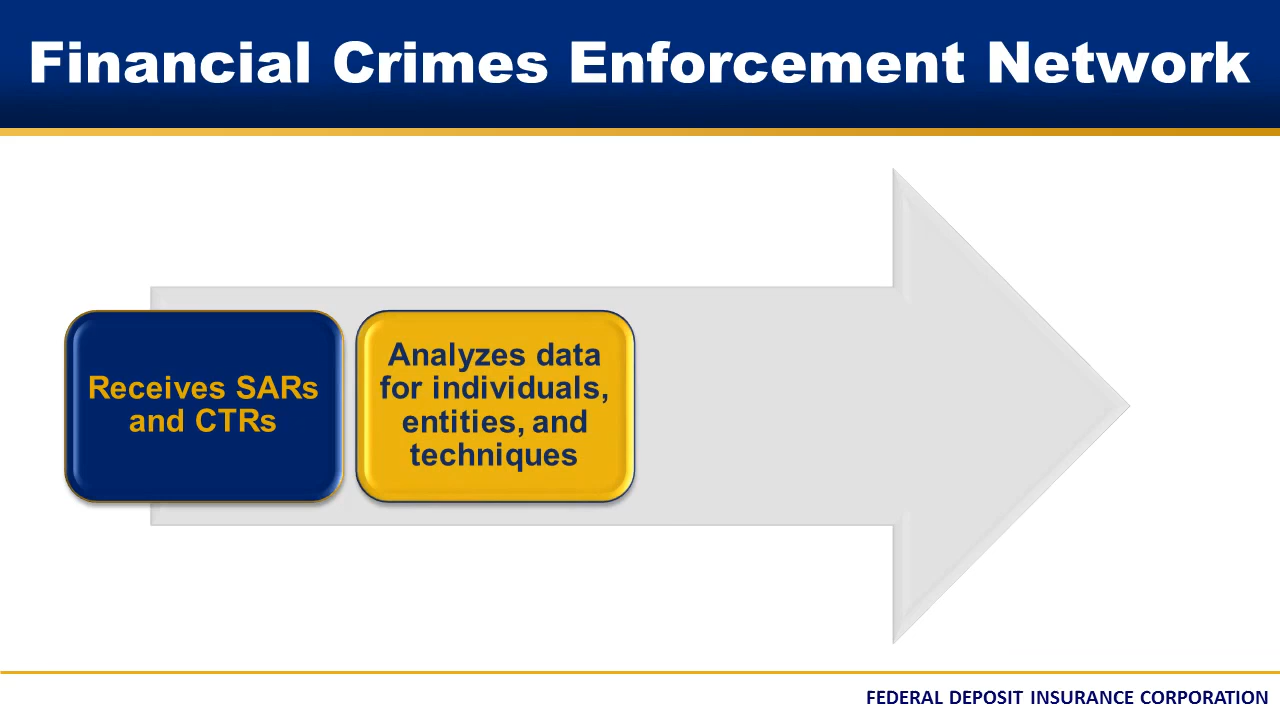 Financial Crimes Enforcement Network
Receives SARs
and CTRs
Analyzes data
for individuals,
entities, and
techniques
FEDERAL DEPOSIT INSURANCE CORPORATION